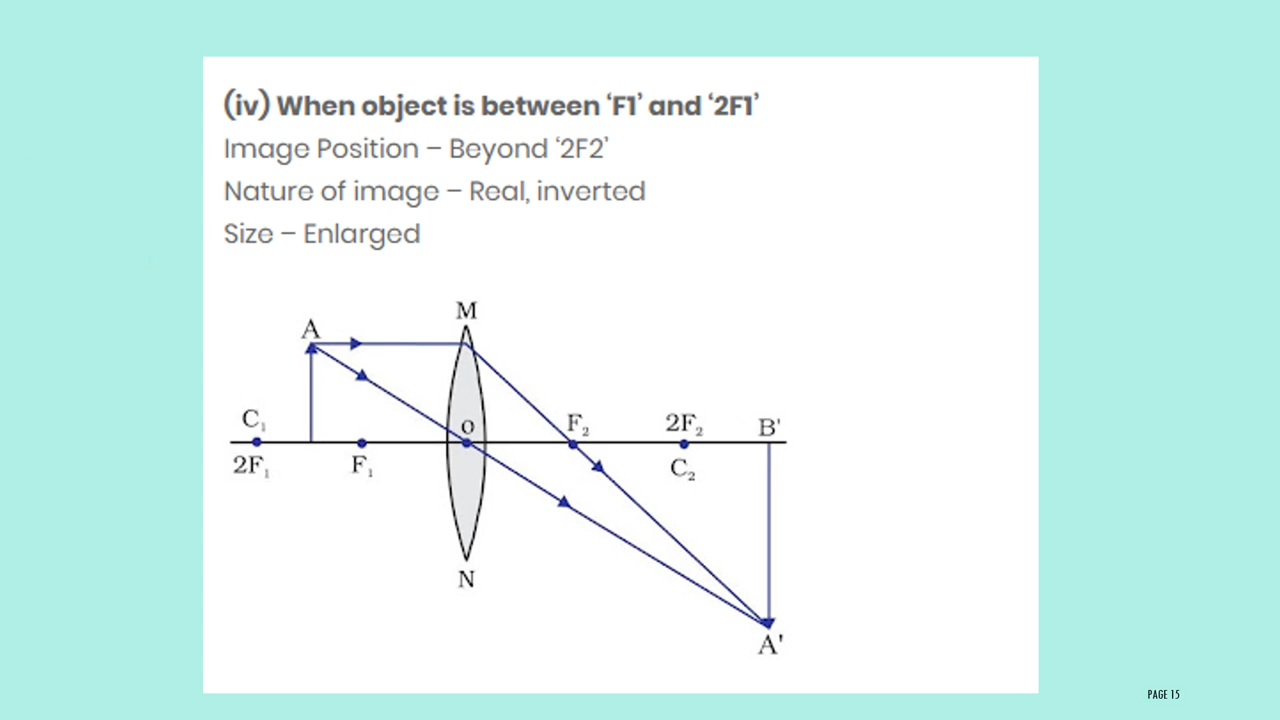 (iv) When object is between ‘F1’ and ‘2F1’
Image Position – Beyond ‘2F2’
Nature of image – Real, inverted
Size – Enlarged
M
A
C₁
O
F₂
2F₂
B'
2F₁
F₁
C₂
N
A'
PAGE 15